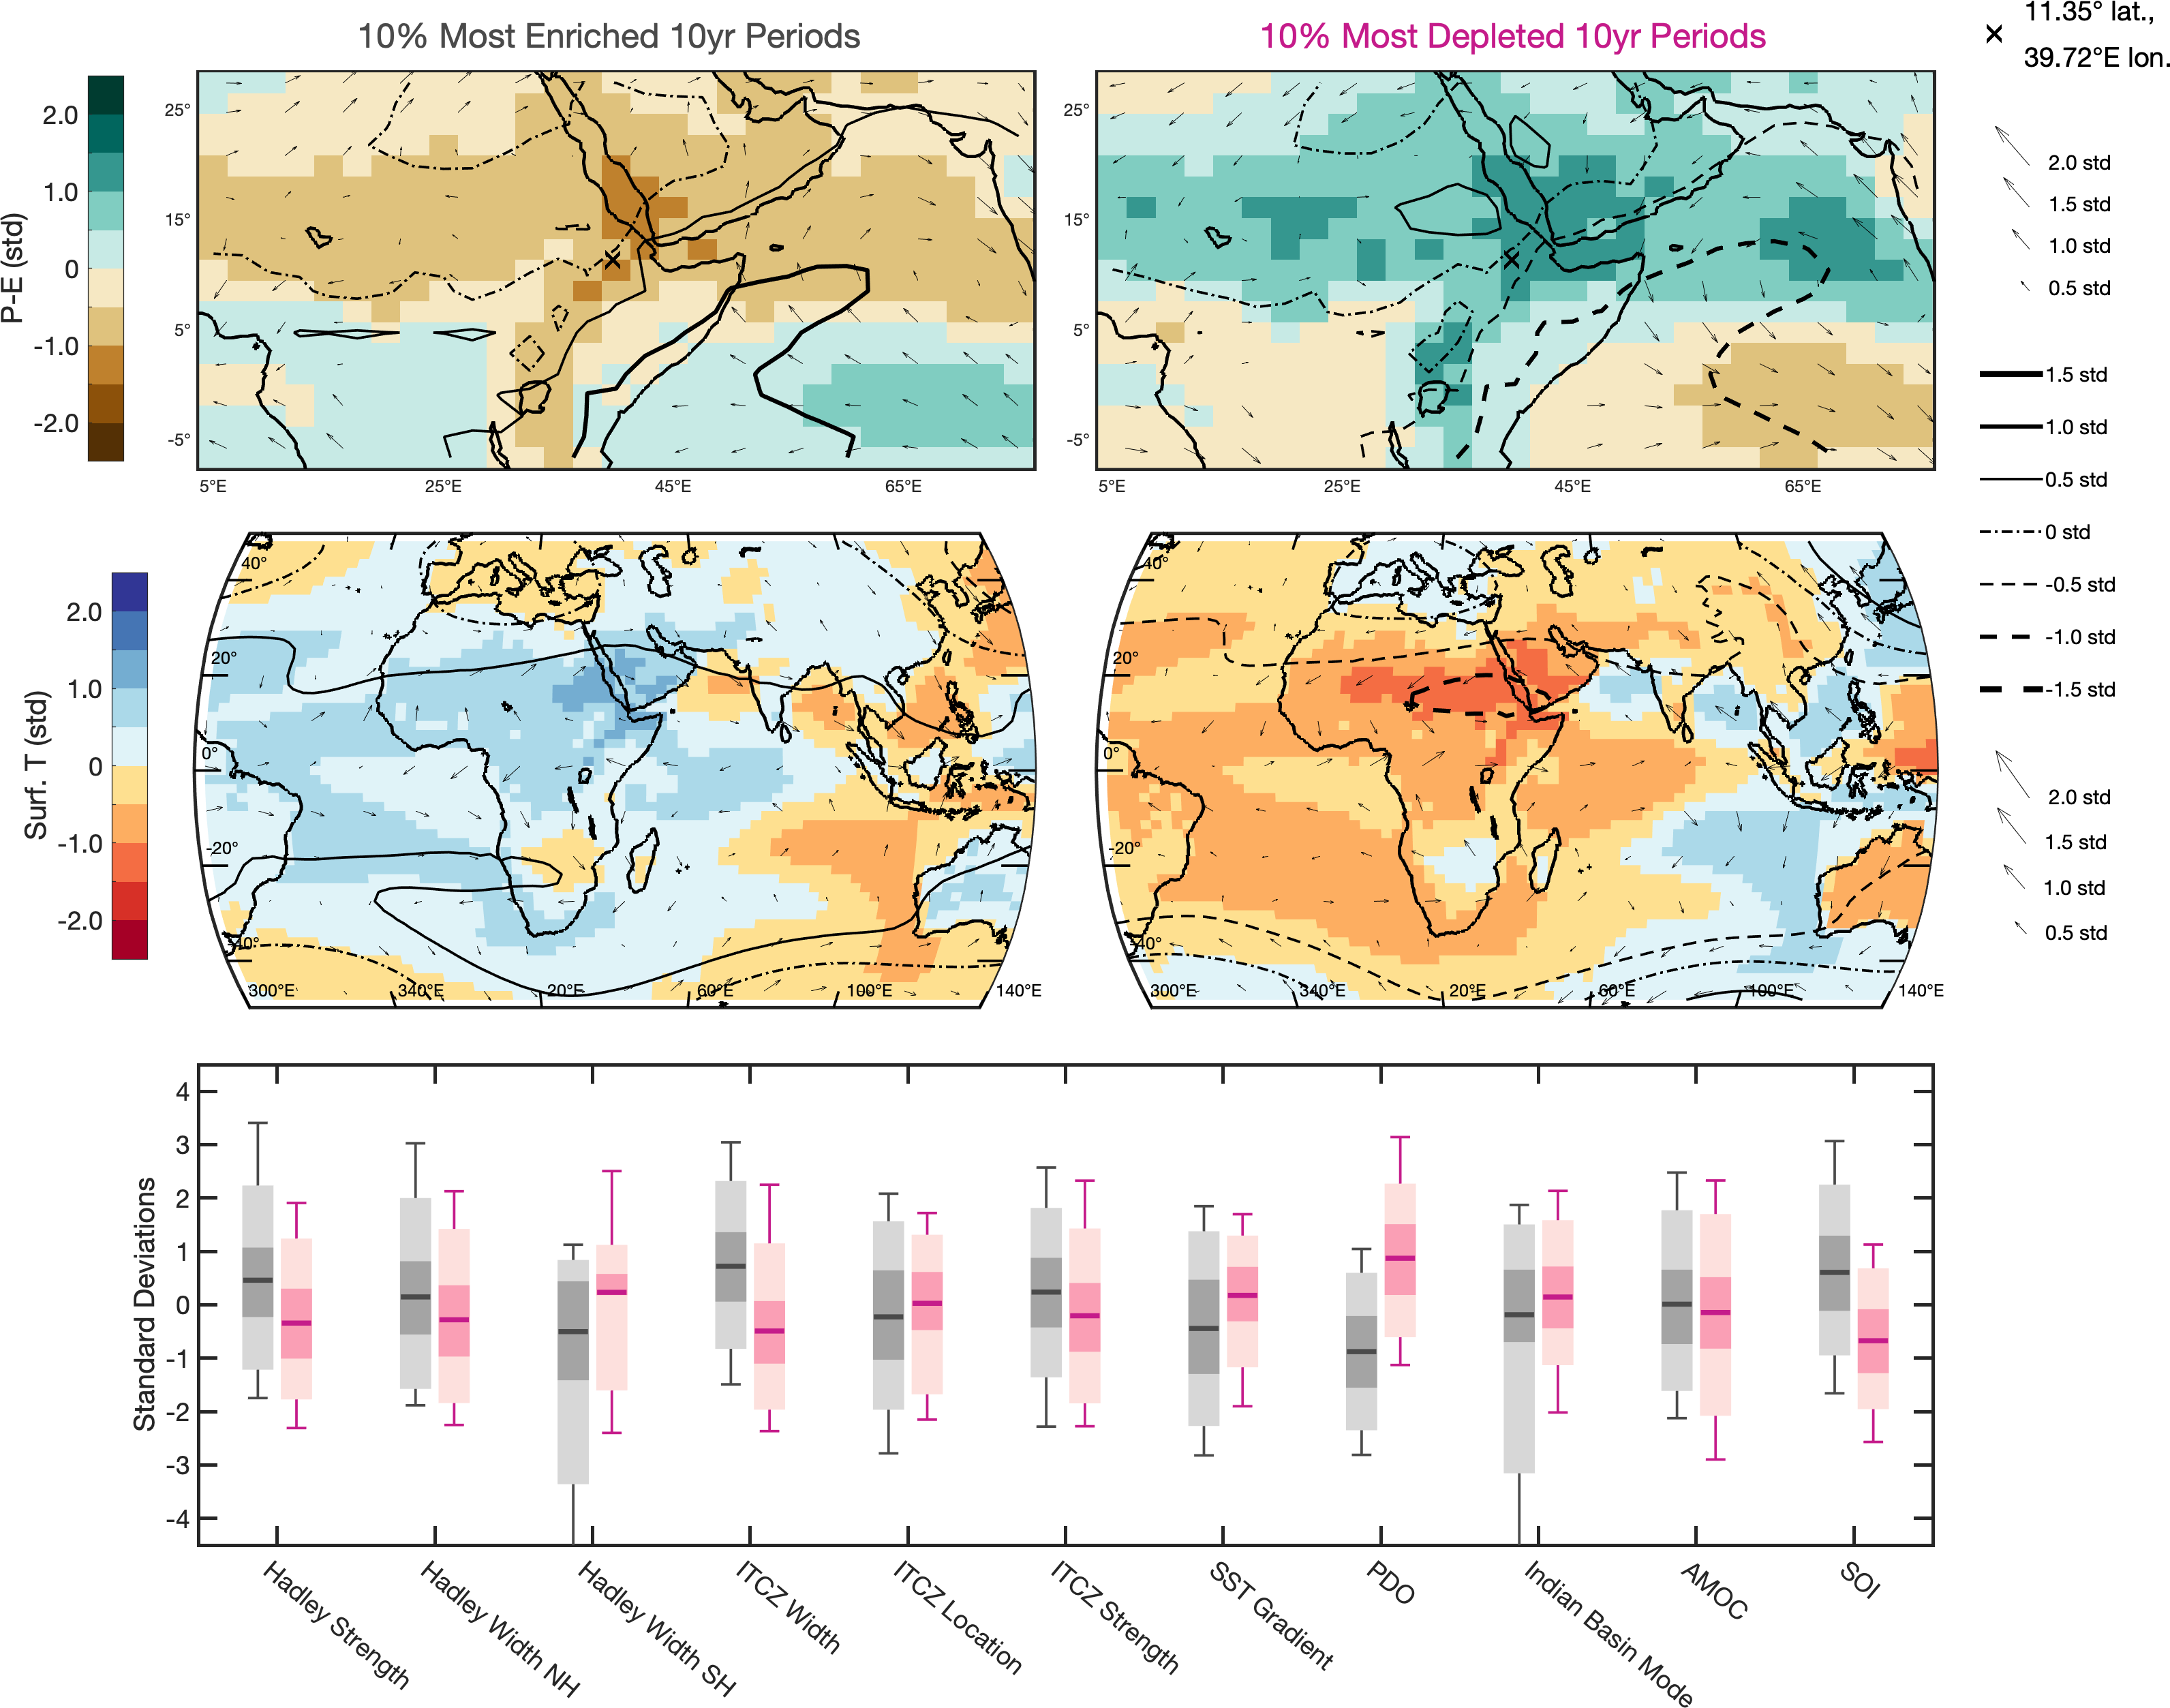 10% Most Enriched 10yr Periods
10% Most Depleted 10yr Periods
11.35° lat.,
39.72°E lon.
P-E (std)
2.0
1.0
0
-1.0
-2.0
25°
15°
5°
-5°
5°E
25°E
45°E
65°E
25°
15°
5°
-5°
5°E
25°E
45°E
65°E
2.0 std
1.5 std
1.0 std
0.5 std
1.5 std
1.0 std
0.5 std
0 std
-0.5 std
-1.0 std
-1.5 std
Surf. T (std)
2.0
1.0
0
-1.0
-2.0
40°
20°
0°
-20°
-40°
300°E
340°E
20°E
60°E
100°E
140°E
40°
20°
0°
-20°
-40°
300°E
340°E
20°E
60°E
100°E
140°E
2.0 std
1.5 std
1.0 std
0.5 std
Standard Deviations
4
3
2
1
0
-1
-2
-3
-4
Hadley Strength
Hadley Width NH
Hadley Width SH
ITCZ Width
ITCZ Location
ITCZ Strength
SST Gradient
PDO
Indian Basin Mode
AMOC
SOI